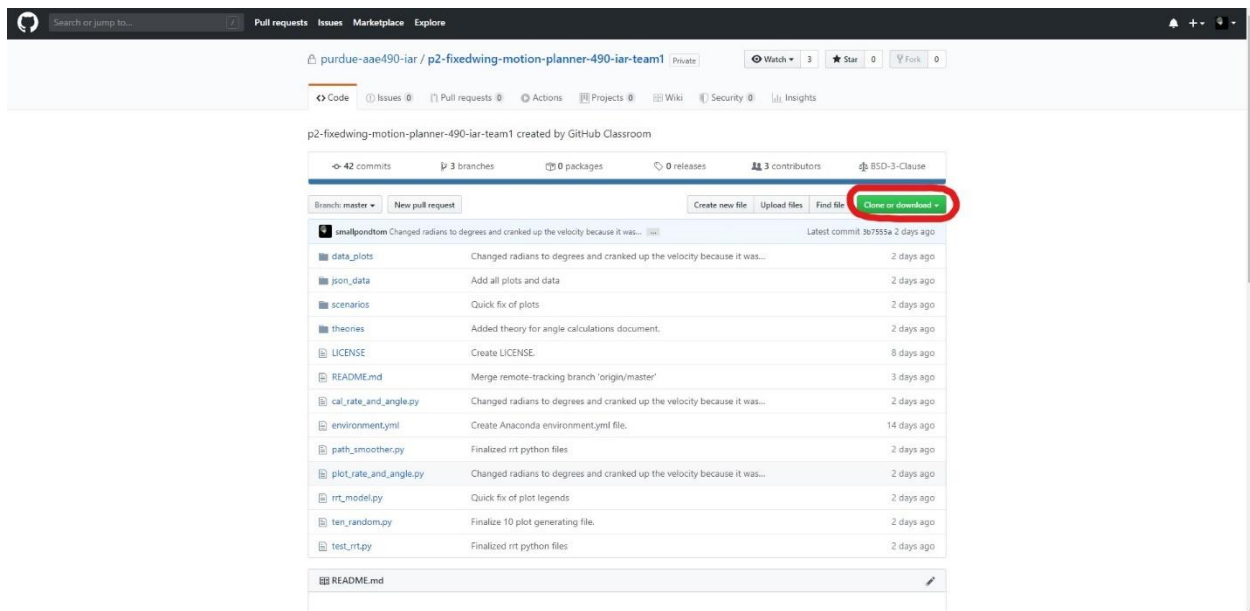 Search or jump to... / Pull requests Issues Marketplace Explore
purdue-aae490-iar / p2-fixedwing-motion-planner-490-iar-team1 Private Watch 3 Star 0 Fork 0
Code Issues 0 Pull requests 0 Actions Projects 0 Wiki Security 0 Insights
p2-fixedwing-motion-planner-490-iar-team1 created by GitHub Classroom
42 commits 3 branches 0 packages 0 releases 3 contributors BSD-3-Clause
Branch: master New pull request Create new file Upload files Find file Clone or download
smallpondtom Changed radians to degrees and cranked up the velocity because it was... ... Latest commit 3b7555a 2 days ago
data_plots Changed radians to degrees and cranked up the velocity because it was... 2 days ago
json_data Add all plots and data 2 days ago
scenarios Quick fix of plots 2 days ago
theories Added theory for angle calculations document. 2 days ago
LICENSE Create LICENSE. 8 days ago
README.md Merge remote-tracking branch 'origin/master' 3 days ago
cal_rate_and_angle.py Changed radians to degrees and cranked up the velocity because it was... 2 days ago
environment.yml Create Anaconda environment.yml file. 14 days ago
path_smoother.py Finalized rrt python files 2 days ago
plot_rate_and_angle.py Changed radians to degrees and cranked up the velocity because it was... 2 days ago
rrt_model.py Quick fix of plot legends 2 days ago
ten_random.py Finalize 10 plot generating file. 2 days ago
test_rrt.py Finalized rrt python files 2 days ago
README.md